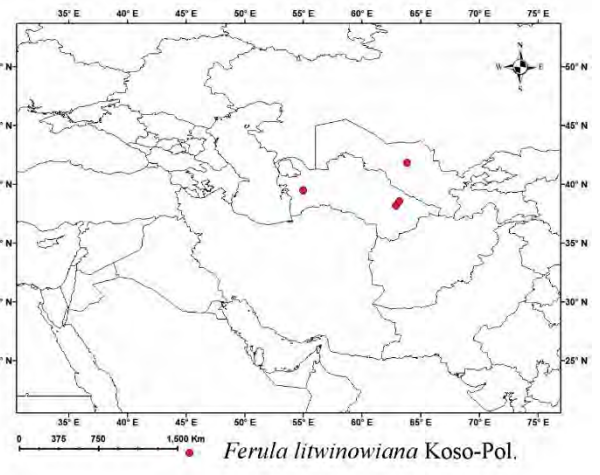 35° E 40° E 45° E 50° E 55° E 60° E 65° E 70° E 75° E
N
W E
S
° N 50° N
° N 45° N
° N 40° N
° N 35° N
° N 30° N
° N 25° N
35° E 40° E 45° E 50° E 55° E 60° E 65° E 70° E 75° E
0 375 750 1,500 Km
Ferula litwinowiana Koso-Pol.